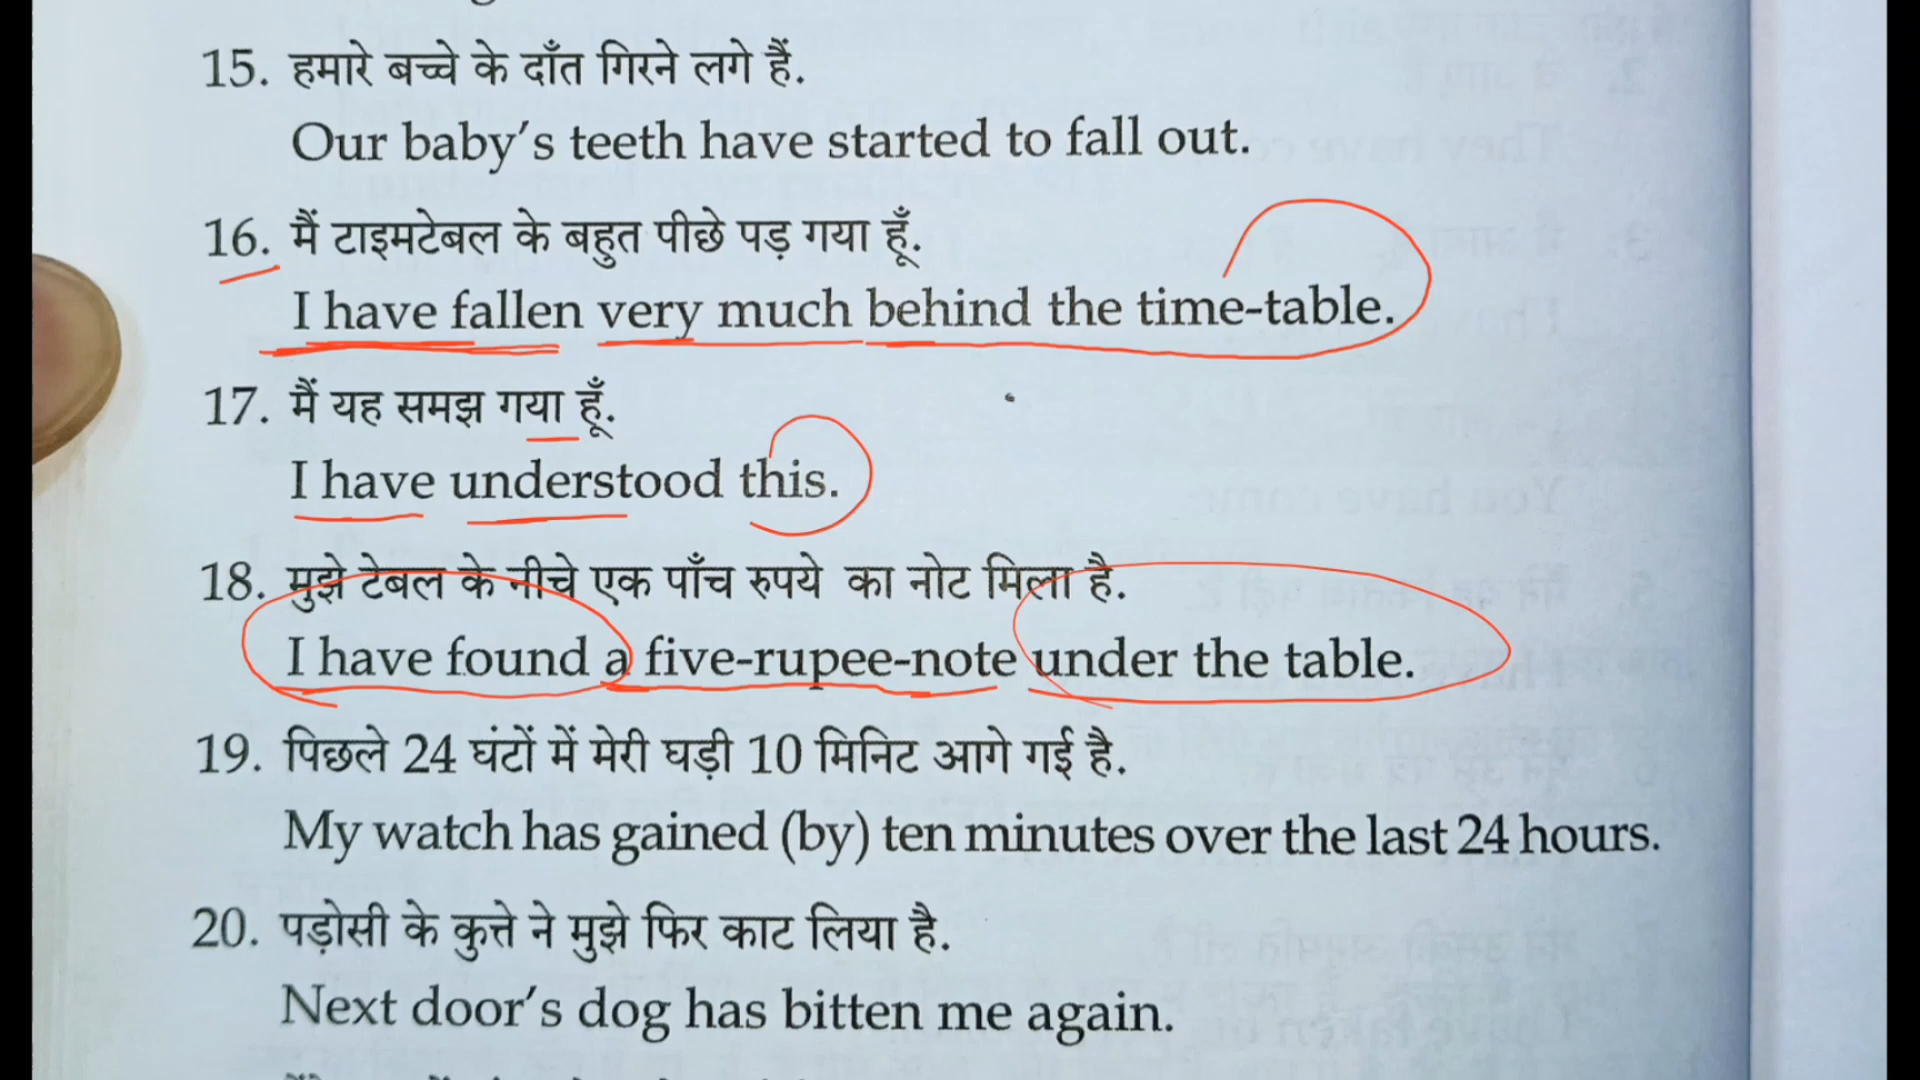 15. हमारे बच्चे के दाँत गिरने लगे हैं.
Our baby's teeth have started to fall out.
16. मैं टाइमटेबल के बहुत पीछे पड़ गया हूँ.
I have fallen very much behind the time-table.
17. मैं यह समझ गया हूँ.
I have understood this.
18. मुझे टेबल के नीचे एक पाँच रुपये का नोट मिला है.
I have found a five-rupee-note under the table.
19. पिछले 24 घंटों में मेरी घड़ी 10 मिनिट आगे गई है.
My watch has gained (by) ten minutes over the last 24 hours.
20. पड़ोसी के कुत्ते ने मुझे फिर काट लिया है.
Next door's dog has bitten me again.